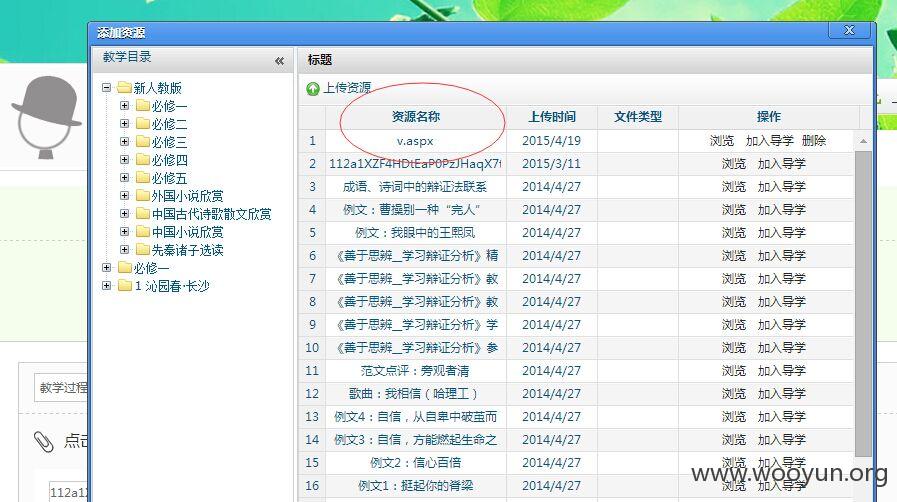 添加资源
教学目录
标题
新人教版
必修一
必修二
必修三
必修四
必修五
外国小说欣赏
中国古代诗歌散文欣赏
中国小说欣赏
先秦诸子选读
必修一
1 沁园春·长沙
上传资源
资源名称 上传时间 文件类型 操作
1 v.aspx 2015/4/19 浏览 加入导学 删除
2 112a1XZF4HDtEaP0PzJHaqX7t 2015/3/11 浏览 加入导学
3 成语、诗词中的辩证法联系 2014/4/27 浏览 加入导学
4 例文：曹操别一种“完人” 2014/4/27 浏览 加入导学
5 例文：我眼中的王熙凤 2014/4/27 浏览 加入导学
6 《善于思辨__学习辩证分析》精 2014/4/27 浏览 加入导学
7 《善于思辨__学习辩证分析》教 2014/4/27 浏览 加入导学
8 《善于思辨__学习辩证分析》教 2014/4/27 浏览 加入导学
9 《善于思辨__学习辩证分析》学 2014/4/27 浏览 加入导学
10 《善于思辨__学习辩证分析》参 2014/4/27 浏览 加入导学
11 范文点评：旁观者清 2014/4/27 浏览 加入导学
12 歌曲：我相信（哈理工） 2014/4/27 浏览 加入导学
13 例文4：自信，从自卑中破茧而 2014/4/27 浏览 加入导学
14 例文3：自信，方能燃起生命之 2014/4/27 浏览 加入导学
15 例文2：信心百倍 2014/4/27 浏览 加入导学
16 例文1：挺起你的脊梁 2014/4/27 浏览 加入导学
教学过程
点击
112a12
www.wooyun.org